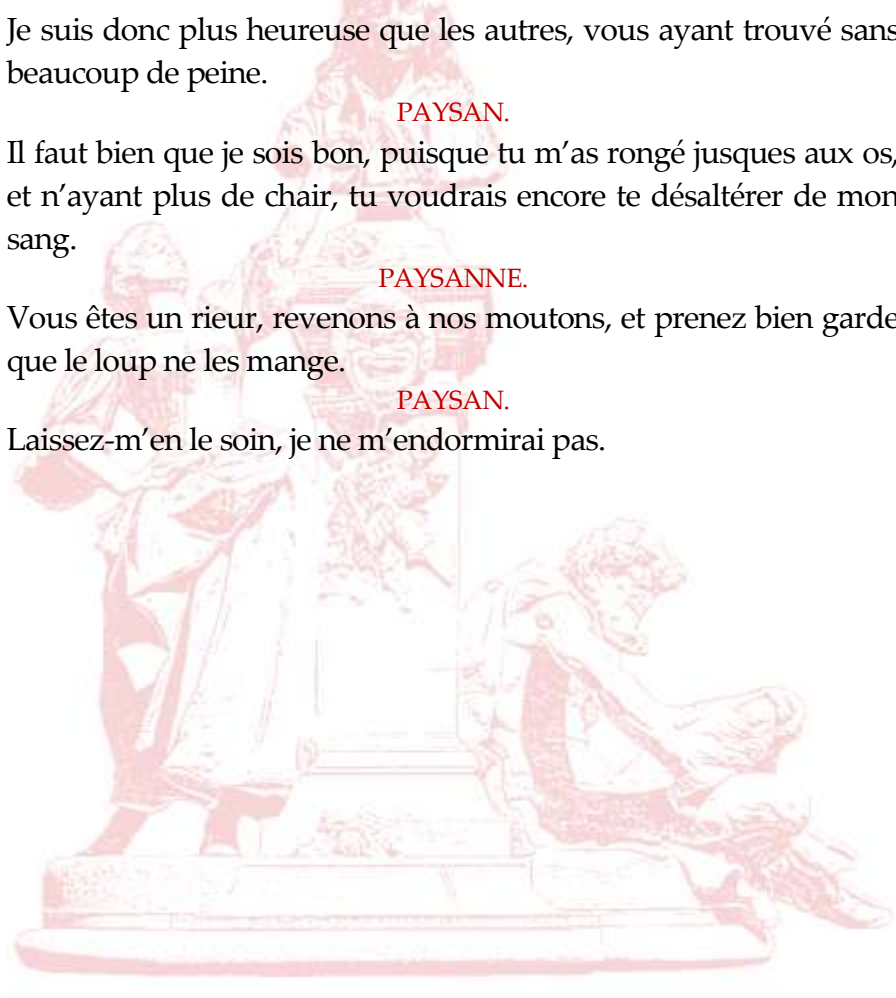 Je suis donc plus heureuse que les autres, vous ayant trouvé sans
beaucoup de peine.
PAYSAN.
Il faut bien que je sois bon, puisque tu m’as rongé jusques aux os,
et n’ayant plus de chair, tu voudrais encore te désaltérer de mon
sang.
PAYSANNE.
Vous êtes un rieur, revenons à nos moutons, et prenez bien garde
que le loup ne les mange.
PAYSAN.
Laissez-m’en le soin, je ne m’endormirai pas.